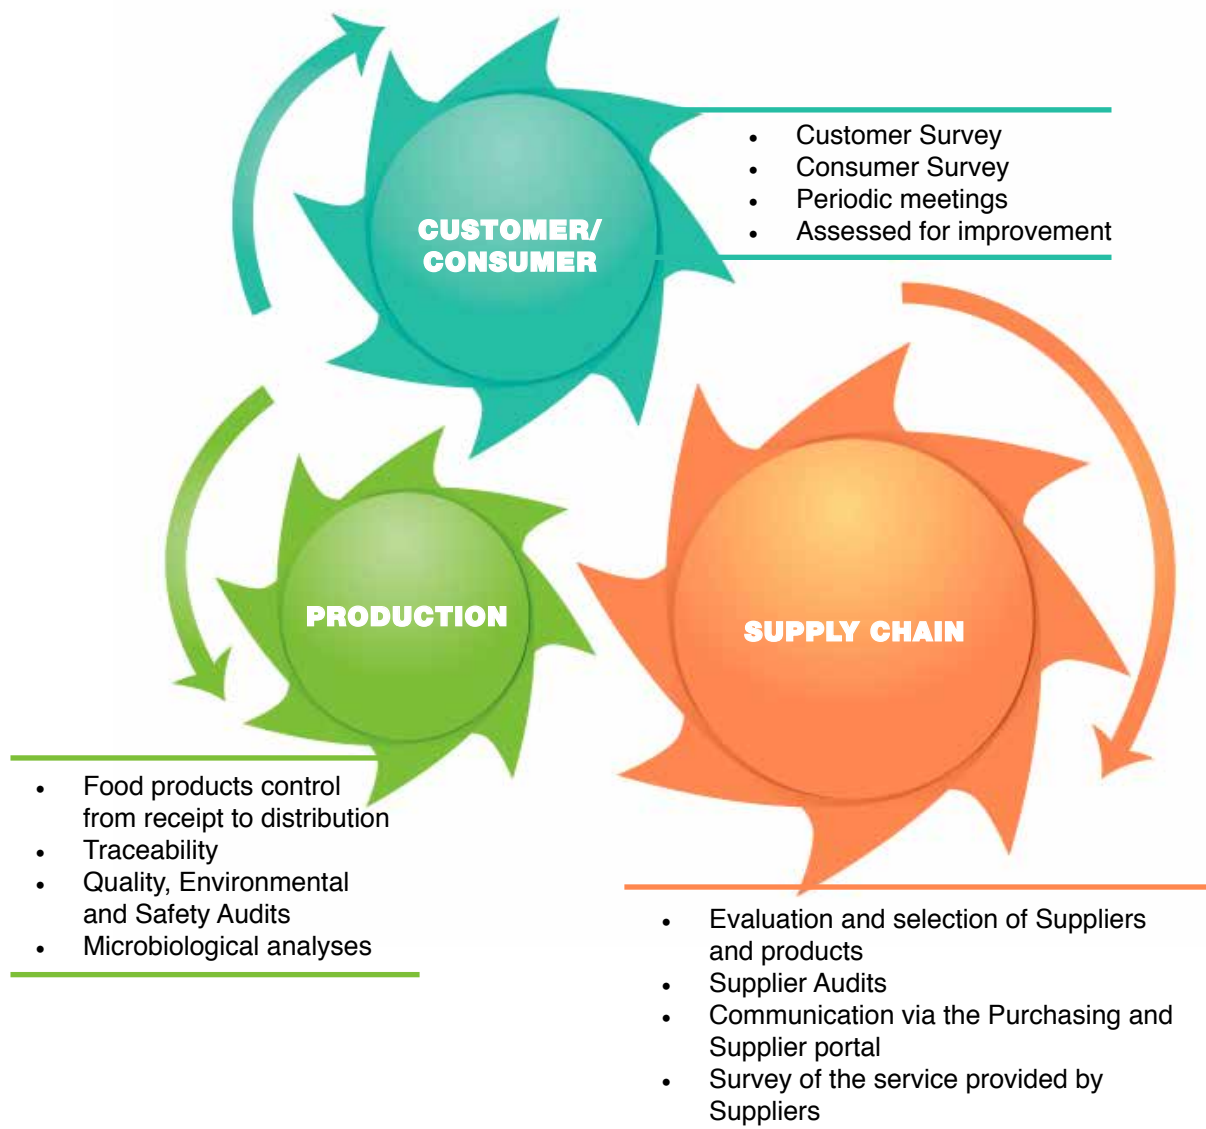 CUSTOMER/
CONSUMER
• Customer Survey
• Consumer Survey
• Periodic meetings
• Assessed for improvement
PRODUCTION
• Food products control
from receipt to distribution
• Traceability
• Quality, Environmental
and Safety Audits
• Microbiological analyses
SUPPLY CHAIN
• Evaluation and selection of Suppliers
and products
• Supplier Audits
• Communication via the Purchasing and
Supplier portal
• Survey of the service provided by
Suppliers